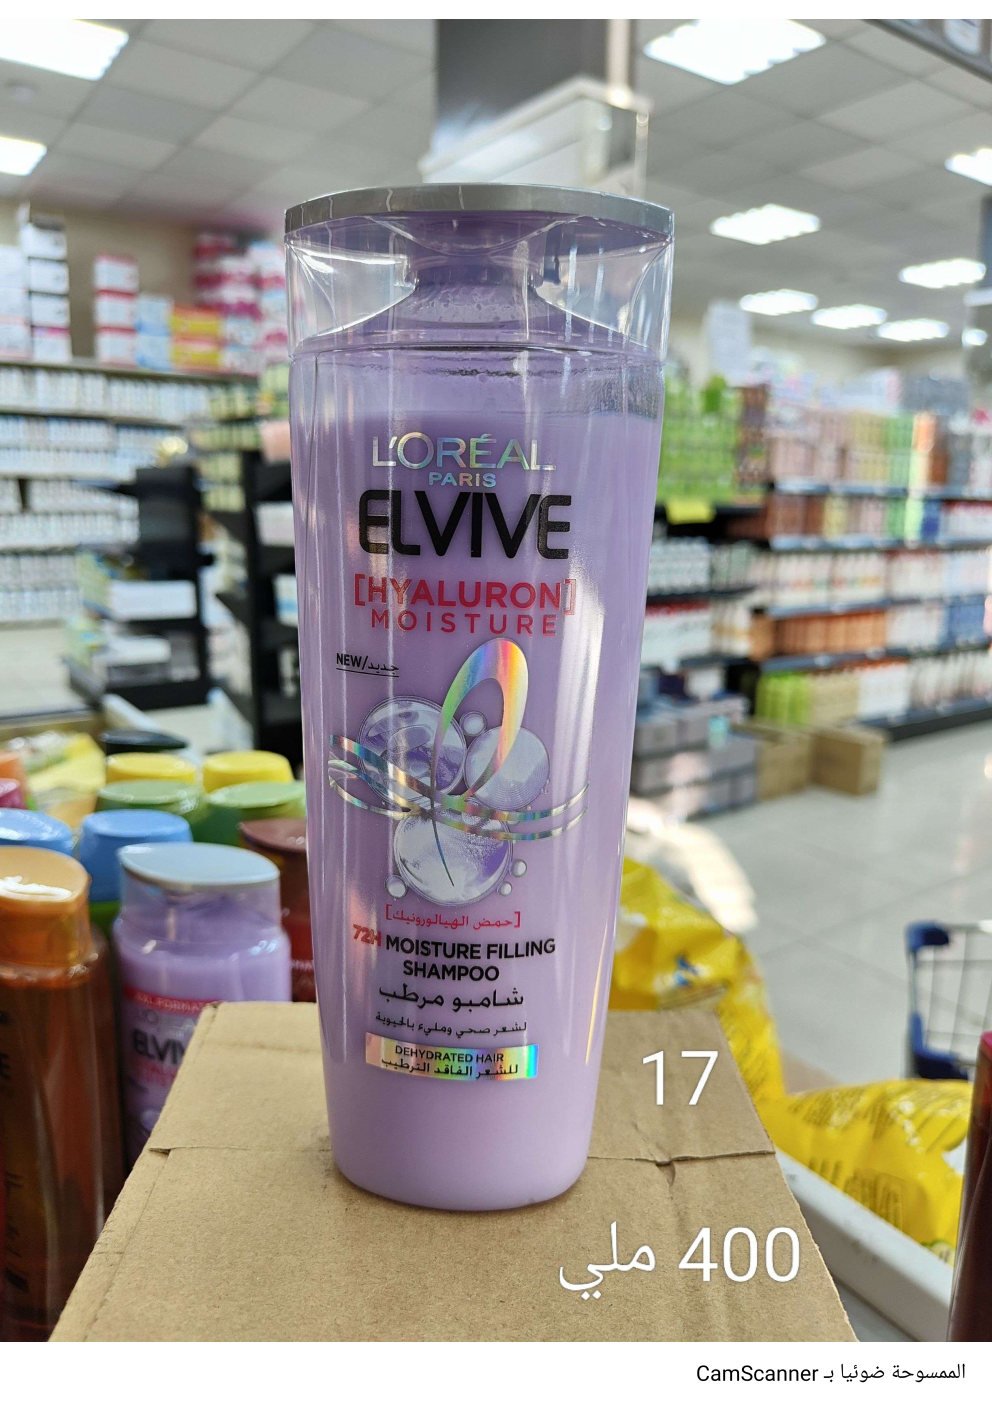 L'ORÉAL
PARIS
ELVIVE
[HYALURON]
MOISTURE
NEW/جديد
[حمض الهيالورونيك]
72H MOISTURE FILLING
SHAMPOO
شامبو مرطب
لشعر صحي ومليء بالحيوية
DEHYDRATED HAIR
للشعر الفاقد الترطيب
17
400 ملي
ELVIV
الممسوحة ضوئيا بـ CamScanner